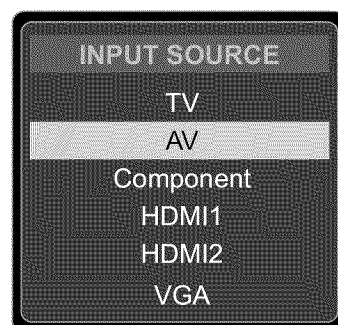 INPUT SOURCE
TV
AV
Component
HDMI1
HDMI2
VGA